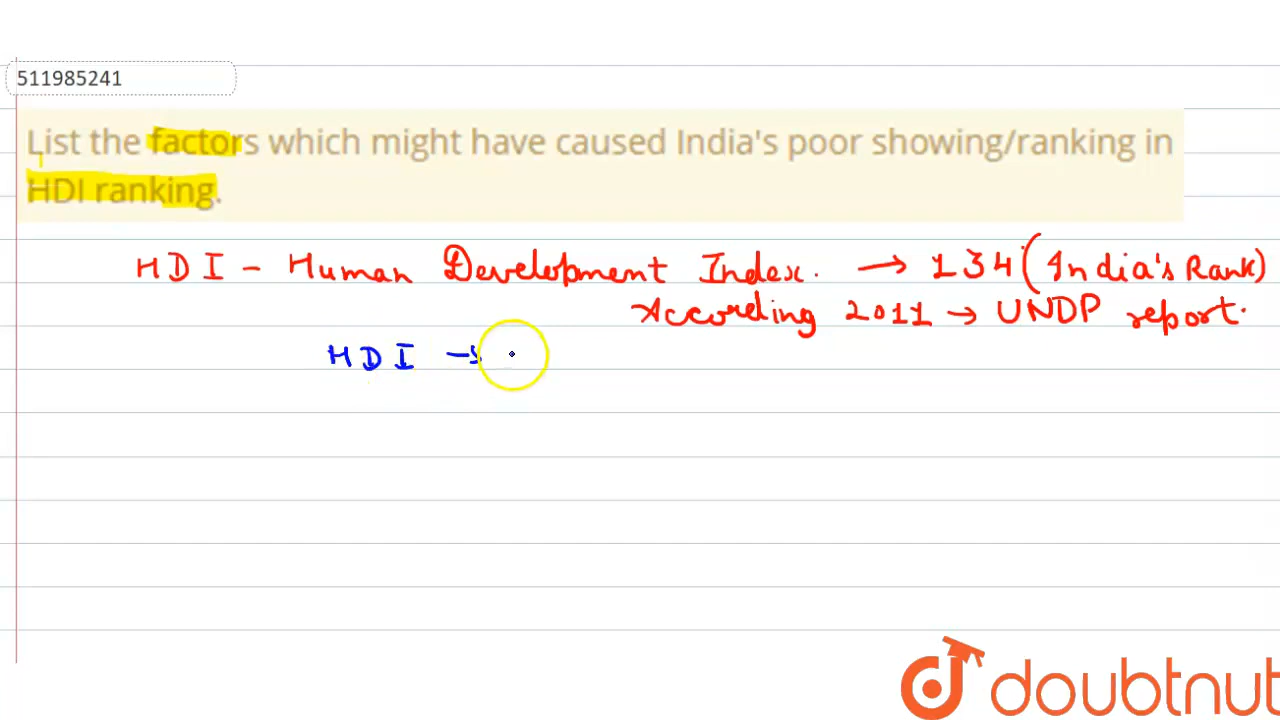 511985241
List the factors which might have caused India's poor showing/ranking in
HDI ranking.
HDI - Human Development Index. → 134 (India's Rank)
According 2011 → UNDP report.
HDI →
doubtnut